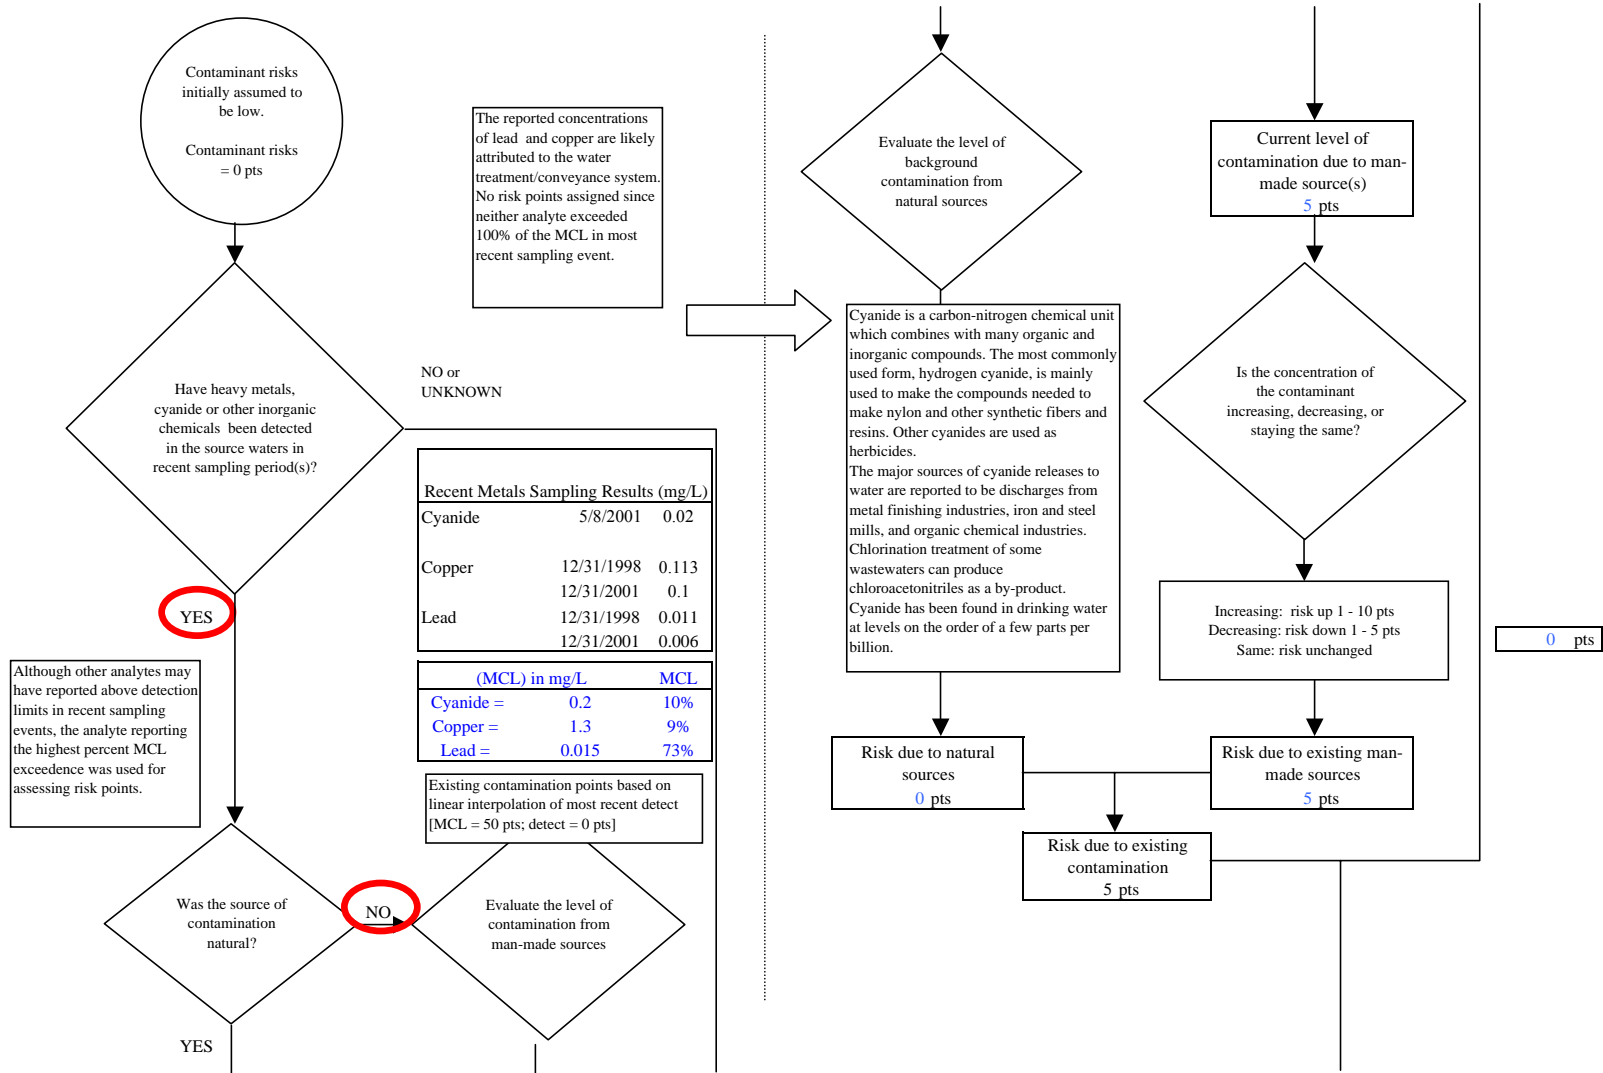 Contaminant risks
initially assumed to
be low.
Contaminant risks
= 0 pts
The reported concentrations
of lead  and copper are likely
attributed to the water
treatment/conveyance system.
No risk points assigned since
neither analyte exceeded
100% of the MCL in most
recent sampling event.
Have heavy metals,
cyanide or other inorganic
chemicals  been detected
in the source waters in
recent sampling period(s)?
NO or
UNKNOWN
Recent Metals Sampling Results (mg/L)
Cyanide 5/8/2001 0.02
Copper 12/31/1998 0.113
12/31/2001 0.1
Lead 12/31/1998 0.011
12/31/2001 0.006
(MCL) in mg/L MCL
Cyanide = 0.2 10%
Copper = 1.3 9%
Lead = 0.015 73%
YES
Although other analytes may
have reported above detection
limits in recent sampling
events, the analyte reporting
the highest percent MCL
exceedence was used for
assessing risk points.
Existing contamination points based on
linear interpolation of most recent detect
[MCL = 50 pts; detect = 0 pts]
Was the source of
contamination
natural?
NO
Evaluate the level of
contamination from
man-made sources
YES
Evaluate the level of
background
contamination from
natural sources
Cyanide is a carbon-nitrogen chemical unit
which combines with many organic and
inorganic compounds. The most commonly
used form, hydrogen cyanide, is mainly
used to make the compounds needed to
make nylon and other synthetic fibers and
resins. Other cyanides are used as
herbicides.
The major sources of cyanide releases to
water are reported to be discharges from
metal finishing industries, iron and steel
mills, and organic chemical industries.
Chlorination treatment of some
wastewaters can produce
chloroacetonitriles as a by-product.
Cyanide has been found in drinking water
at levels on the order of a few parts per
billion.
Risk due to natural
sources
0 pts
Current level of
contamination due to man-
made source(s)
5 pts
Is the concentration of
the contaminant
increasing, decreasing, or
staying the same?
Increasing:  risk up 1 - 10 pts
Decreasing: risk down 1 - 5 pts
Same: risk unchanged
0 pts
Risk due to existing man-
made sources
5 pts
Risk due to existing
contamination
5 pts